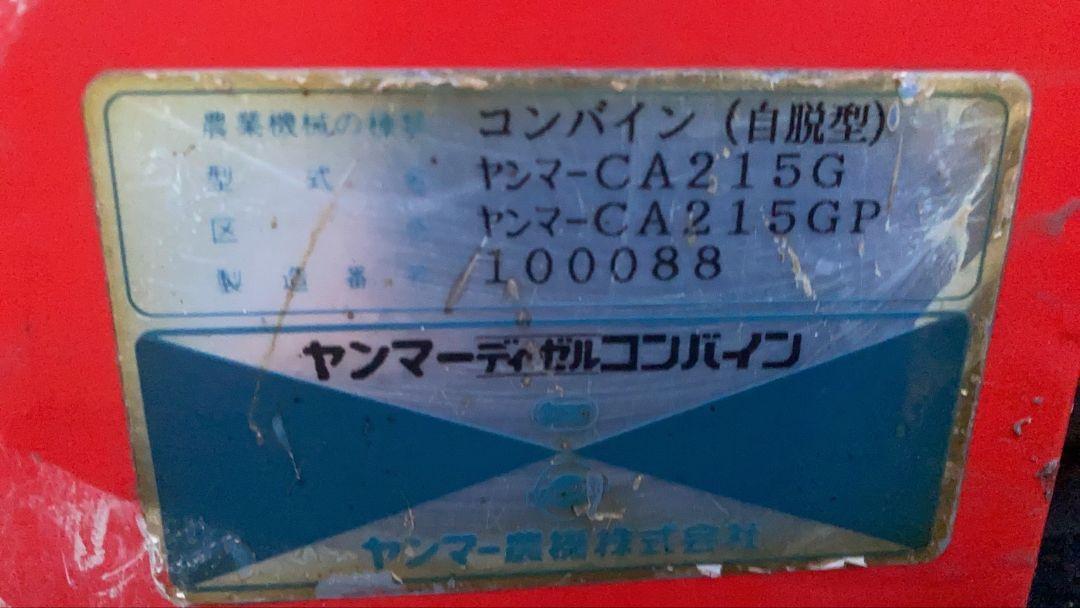 農業機械の種類 コンバイン (自脱型)
型式名 ヤンマーCA215G
区分 ヤンマーCA215GP
製造番号 100088
ヤンマーディーゼルコンバイン
ヤンマー農機株式会社